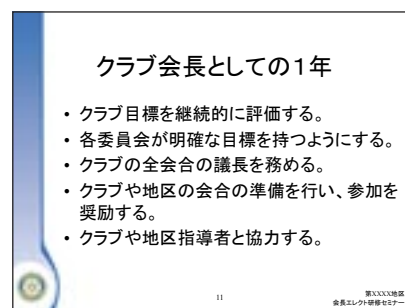 クラブ会長としての1年
• クラブ目標を継続的に評価する。
• 各委員会が明確な目標を持つようにする。
• クラブの全会合の議長を務める。
• クラブや地区の会合の準備を行い、参加を
奨励する。
• クラブや地区指導者と協力する。
11
第XXXX地区
会長エレクト研修セミナー